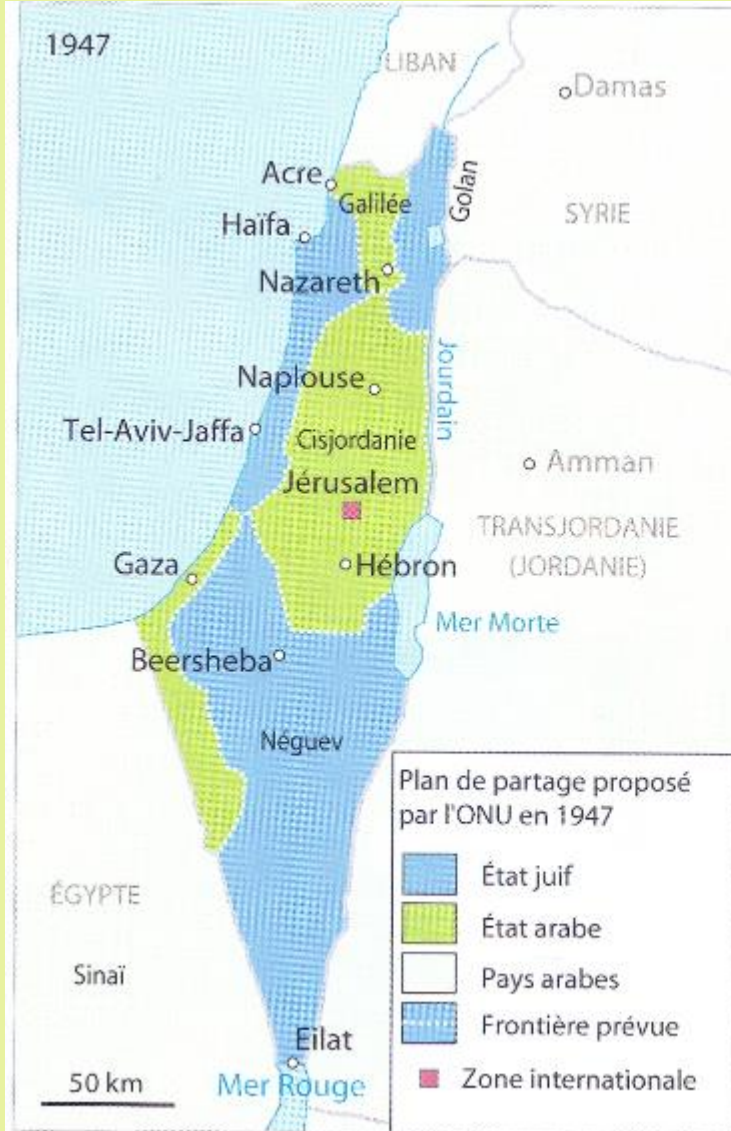 1947
LIBAN
Damas
Acre
Galilée
Golan
SYRIE
Haïfa
Nazareth
Jourdain
Naplouse
Tel-Aviv-Jaffa
Cisjordanie
Amman
Jérusalem
TRANSJORDANIE
(JORDANIE)
Gaza
Hébron
Mer Morte
Beersheba
Néguev
Plan de partage proposé
par l'ONU en 1947
État juif
ÉGYPTE
État arabe
Sinaï
Pays arabes
Frontière prévue
Eilat
50 km
Mer Rouge
Zone internationale